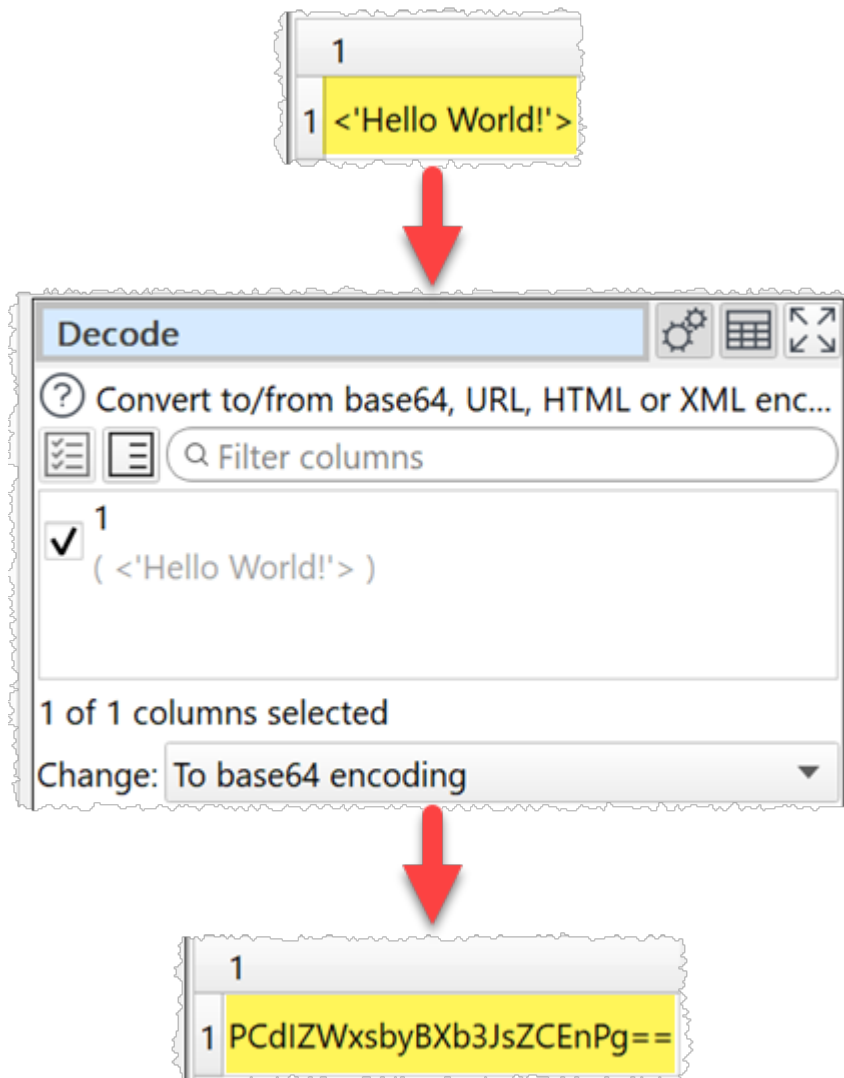 1
1 <'Hello World!'>
Decode
? Convert to/from base64, URL, HTML or XML enc...
Filter columns
1
( <'Hello World!'> )
1 of 1 columns selected
Change: To base64 encoding
1
1 PCdIZWxsbyBXb3JsZCEnPg==